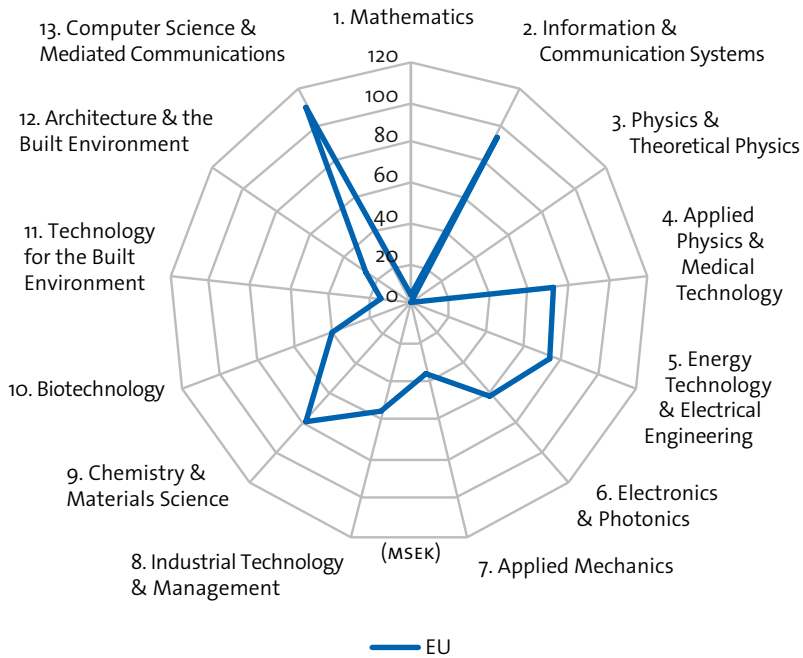 1. Mathematics
2. Information &
Communication Systems
3. Physics &
Theoretical Physics
4. Applied
Physics &
Medical
Technology
5. Energy
Technology
& Electrical
Engineering
6. Electronics
& Photonics
7. Applied Mechanics
8. Industrial Technology
& Management
9. Chemistry &
Materials Science
10. Biotechnology
11. Technology
for the Built
Environment
12. Architecture & the
Built Environment
13. Computer Science &
Mediated Communications
120
100
80
60
40
20
0
(MSEK)
EU